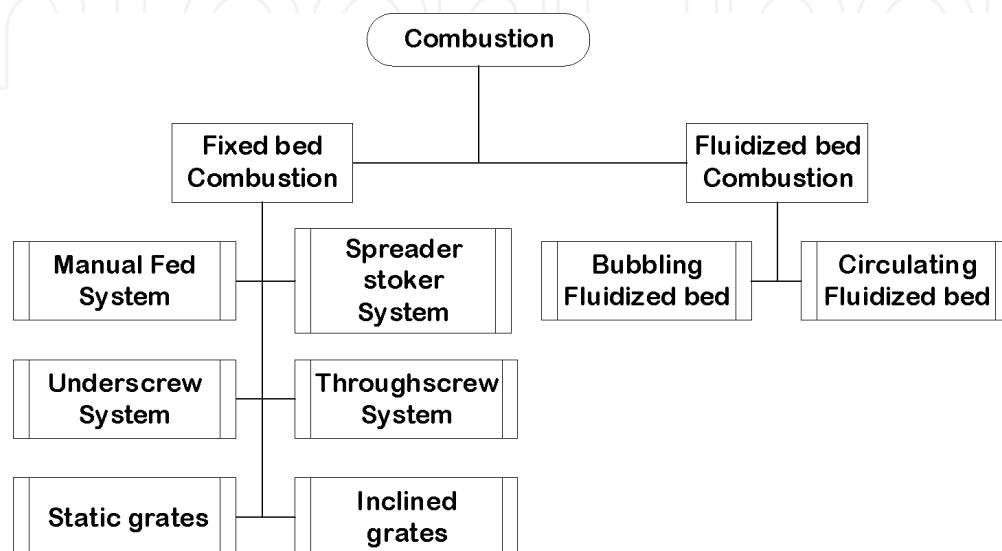 Combustion
Fixed bed
Combustion
Fluidized bed
Combustion
Manual Fed
System
Spreader
stoker
System
Bubbling
Fluidized bed
Circulating
Fluidized bed
Underscrew
System
Throughscrew
System
Static grates
Inclined
grates